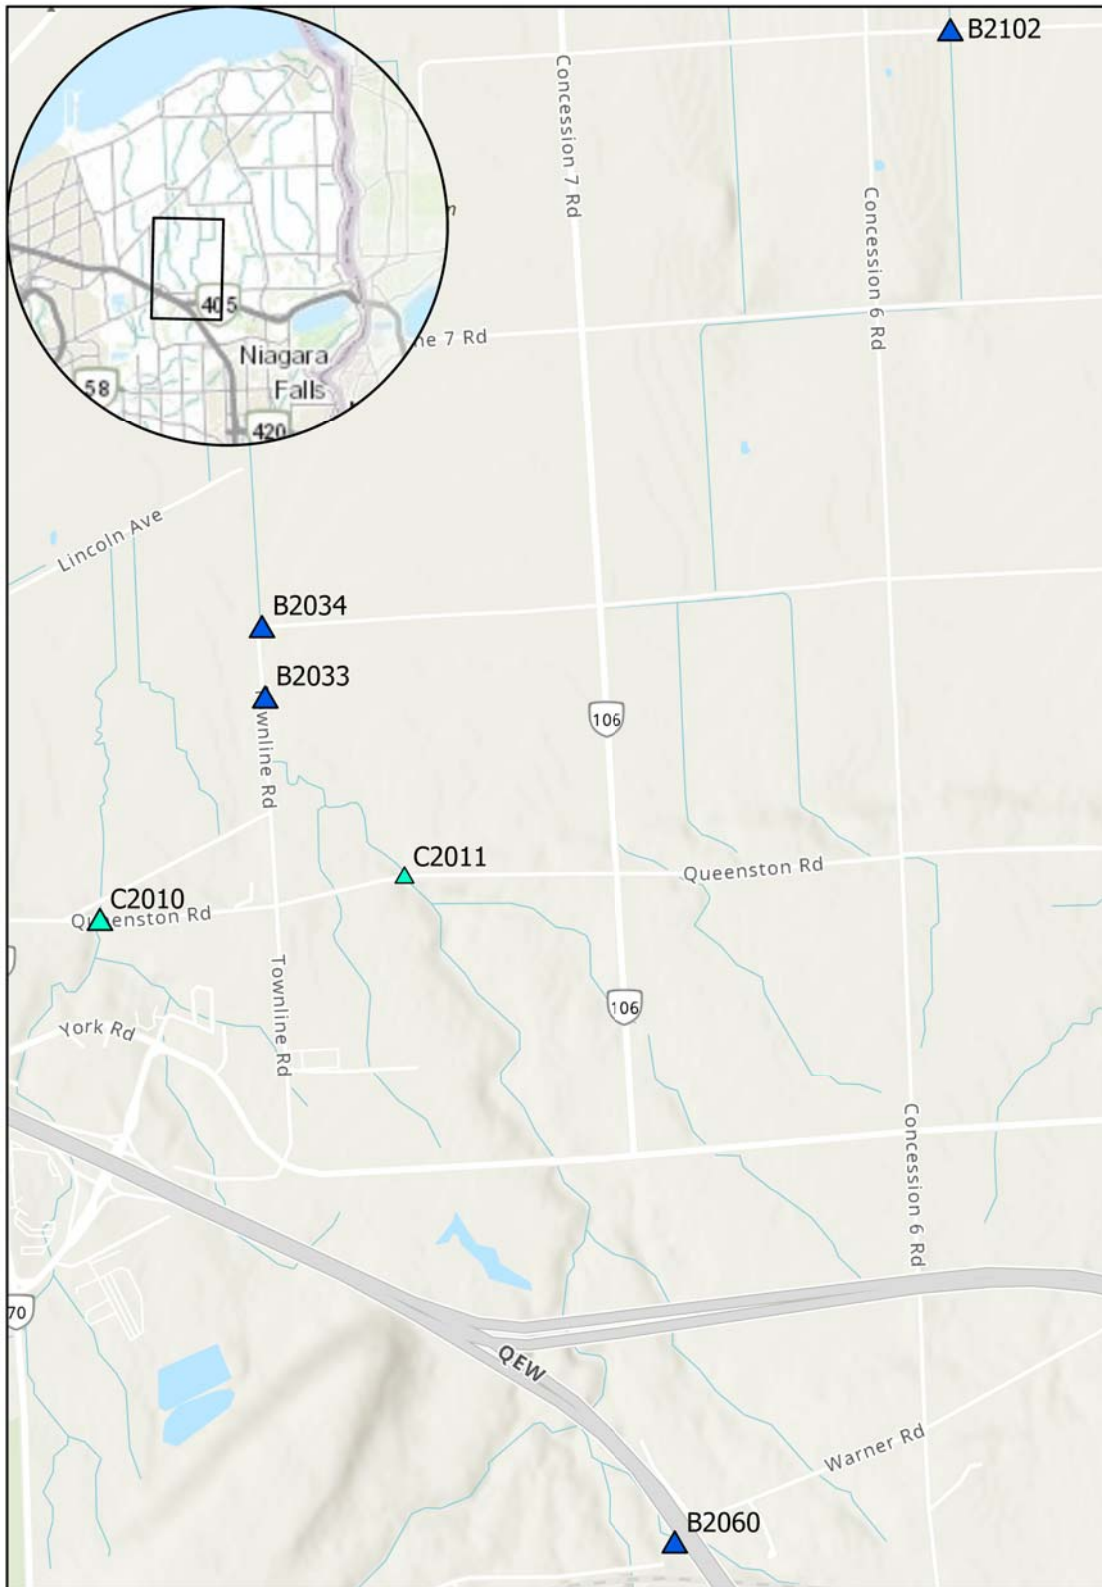 B2102
Concession 7 Rd
Concession 6 Rd
405
Niagara
Falls
58
420
ne 7 Rd
Lincoln Ave
B2034
B2033
wnline Rd
106
C2011
Queenston Rd
C2010
Queenston Rd
Townline Rd
106
York Rd
Concession 6 Rd
70
QEW
Warner Rd
B2060